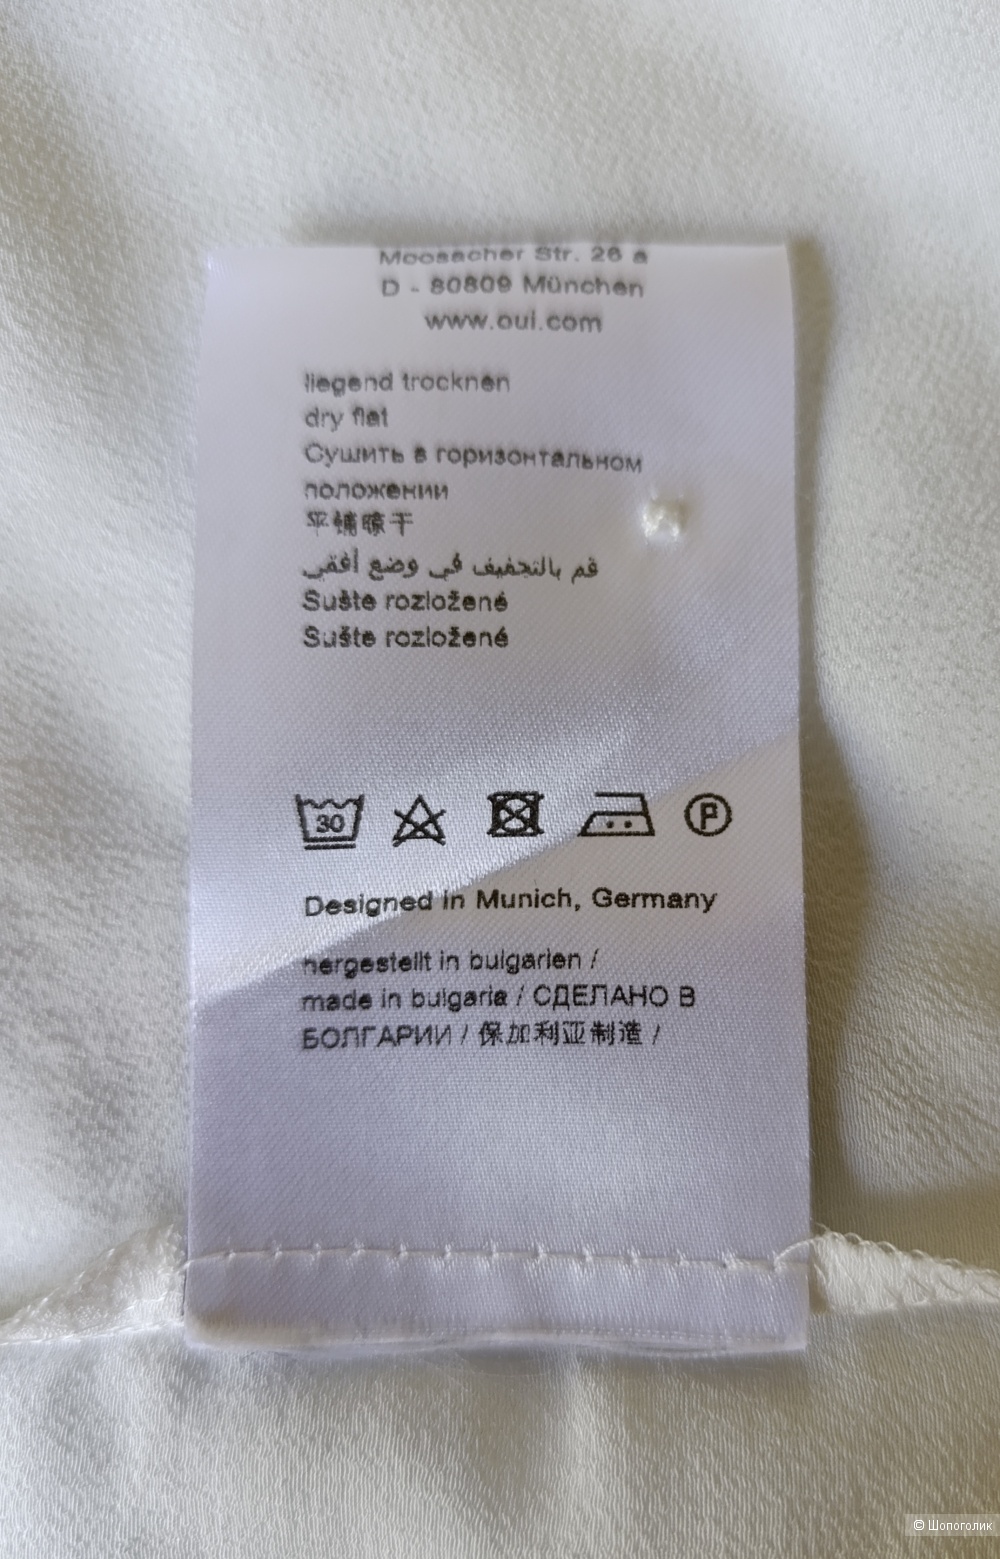 Moosacher Str. 26 a
D - 80809 München
www.oui.com
liegend trocknen
dry flat
Сушить в горизонтальном
положении
平铺晾干
قم بالتجفيف في وضع أفقي
Sušte rozložené
Sušte rozložené
30
P
Designed in Munich, Germany
hergestellt in bulgarien /
made in bulgaria / СДЕЛАНО В
БОЛГАРИИ / 保加利亚制造 /
© Шопоголик